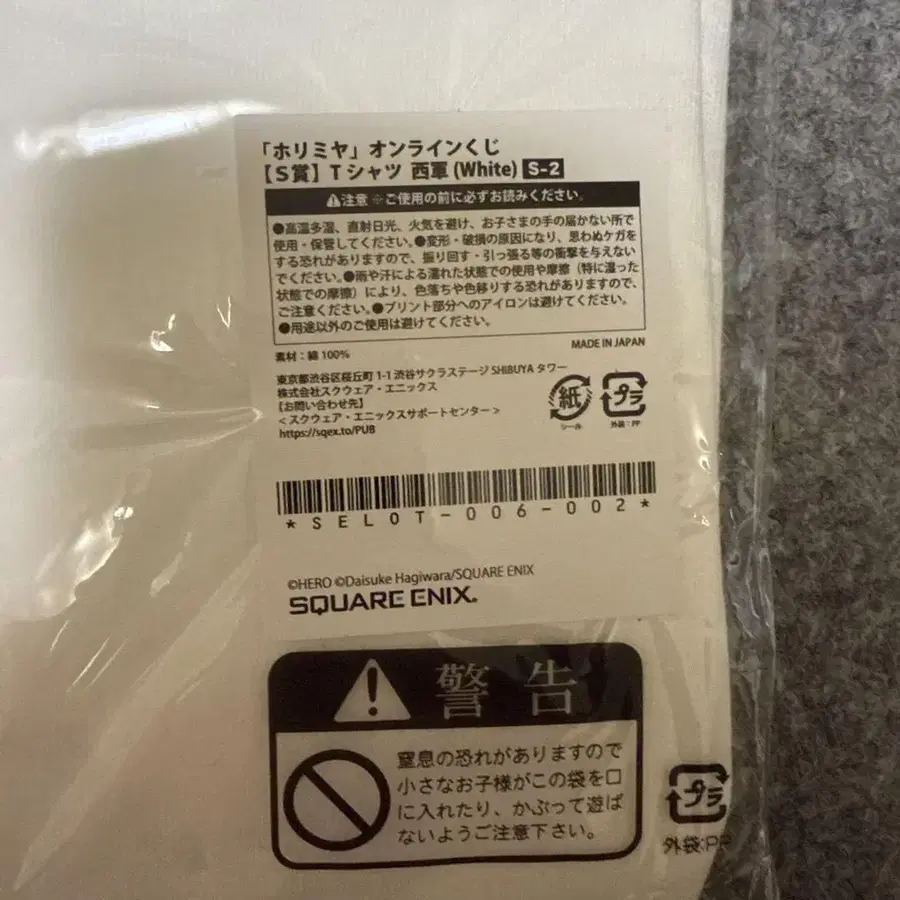 「ホリミヤ」オンラインくじ
【S賞】Tシャツ 西軍(White) S-2
注意 ※ご使用の前に必ずお読みください。
●高温多湿、直射日光、火気を避け、お子さまの手の届かない所で
使用・保管してください。●変形・破損の原因になり、思わぬケガを
する恐れがありますので、振り回す・引っ張る等の衝撃を与えない
でください。●雨や汗による濡れた状態での使用や摩擦（特に湿った
状態での摩擦）により、色落ちや色移りする恐れがありますので、
ご注意ください。●プリント部分へのアイロンは避けてください。
●用途以外のご使用は避けてください。
MADE IN JAPAN
素材：綿 100%
東京都渋谷区桜丘町 1-1 渋谷サクラステージ SHIBUYA タワー
株式会社スクウェア・エニックス
【お問い合わせ先】
＜スクウェア・エニックスサポートセンター＞
https://sqex.to/PUB
紙
シール
プラ
外装：PP
*SELOT-006-002*
©HERO ©Daisuke Hagiwara/SQUARE ENIX
SQUARE ENIX®
警告
窒息の恐れがありますので
小さなお子様がこの袋を口
に入れたり、かぶって遊ば
ないようご注意下さい。
プラ
外袋:PP